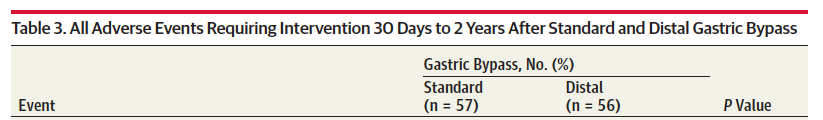 Table 3. All Adverse Events Requiring Intervention 30 Days to 2 Years After Standard and Distal Gastric Bypass
Gastric Bypass, No. (%)
Standard Distal
Event (n = 57) (n = 56) P Value